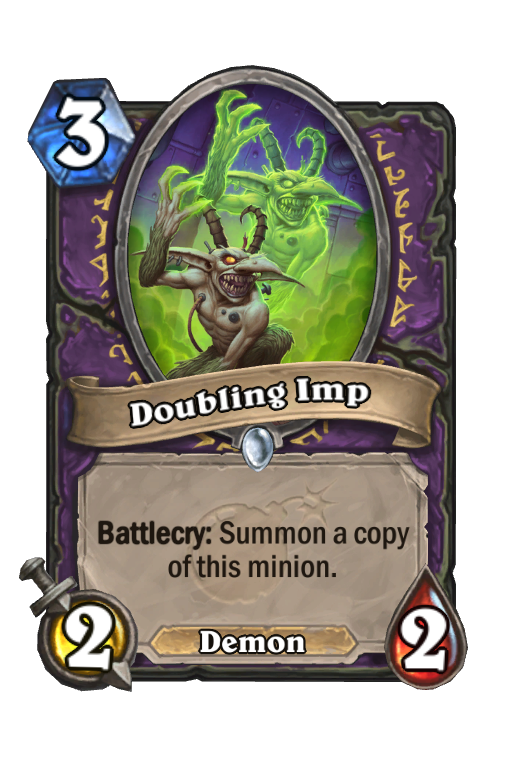 3
Doubling Imp
Battlecry: Summon a copy
of this minion.
2
Demon
2